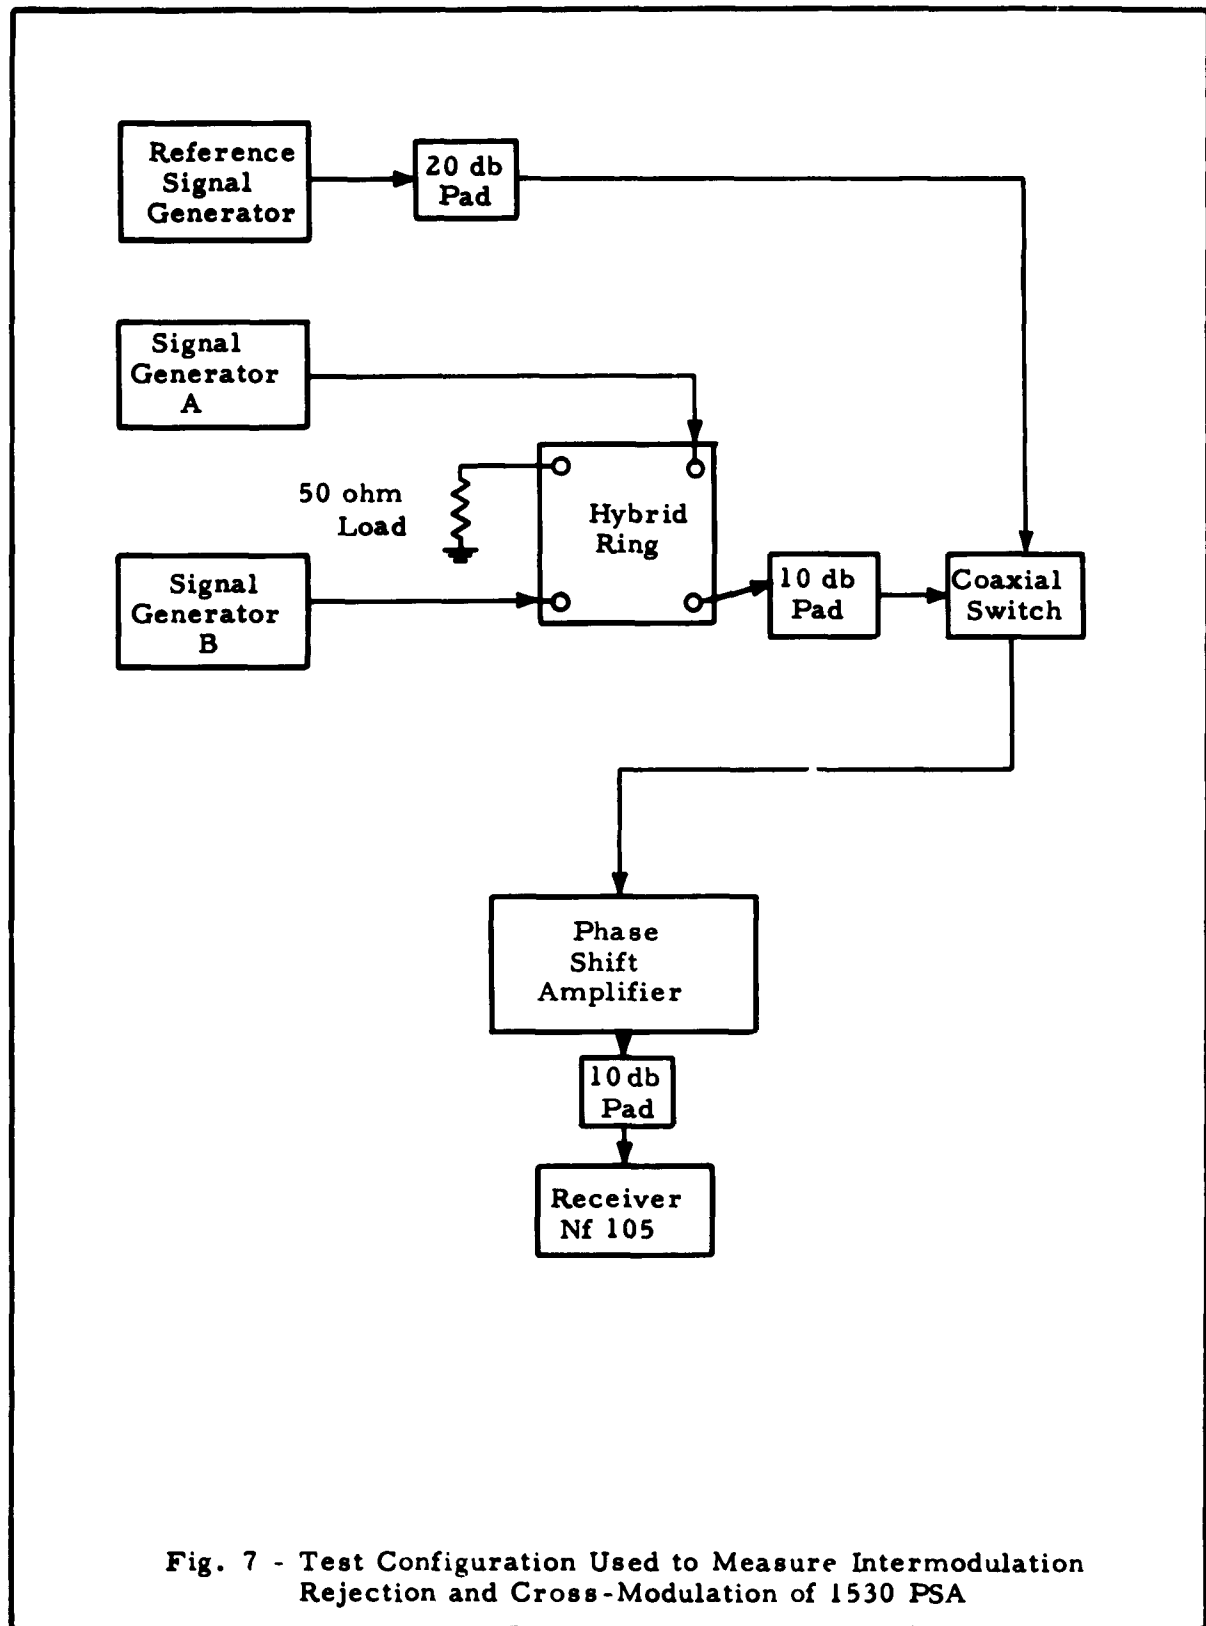 Reference
Signal
Generator
20 db
Pad
Signal
Generator
A
50 ohm
Load
Hybrid
Ring
Signal
Generator
B
10 db
Pad
Coaxial
Switch
Phase
Shift
Amplifier
10 db
Pad
Receiver
Nf 105
Fig. 7 - Test Configuration Used to Measure Intermodulation
Rejection and Cross-Modulation of 1530 PSA